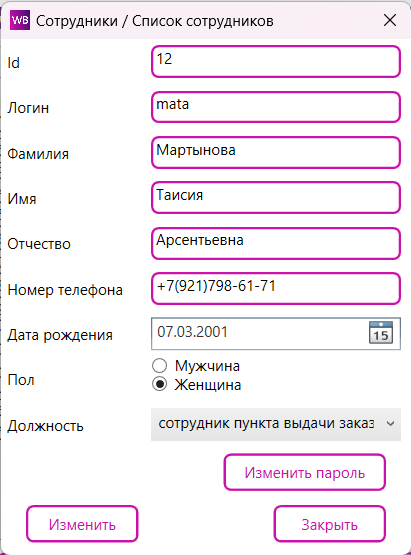 WB Сотрудники / Список сотрудников
Id 12
Логин mata
Фамилия Мартынова
Имя Таисия
Отчество Арсентьевна
Номер телефона +7(921)798-61-71
Дата рождения 07.03.2001 15
Пол Мужчина
Женщина
Должность сотрудник пункта выдачи заказ
Изменить пароль
Изменить Закрыть